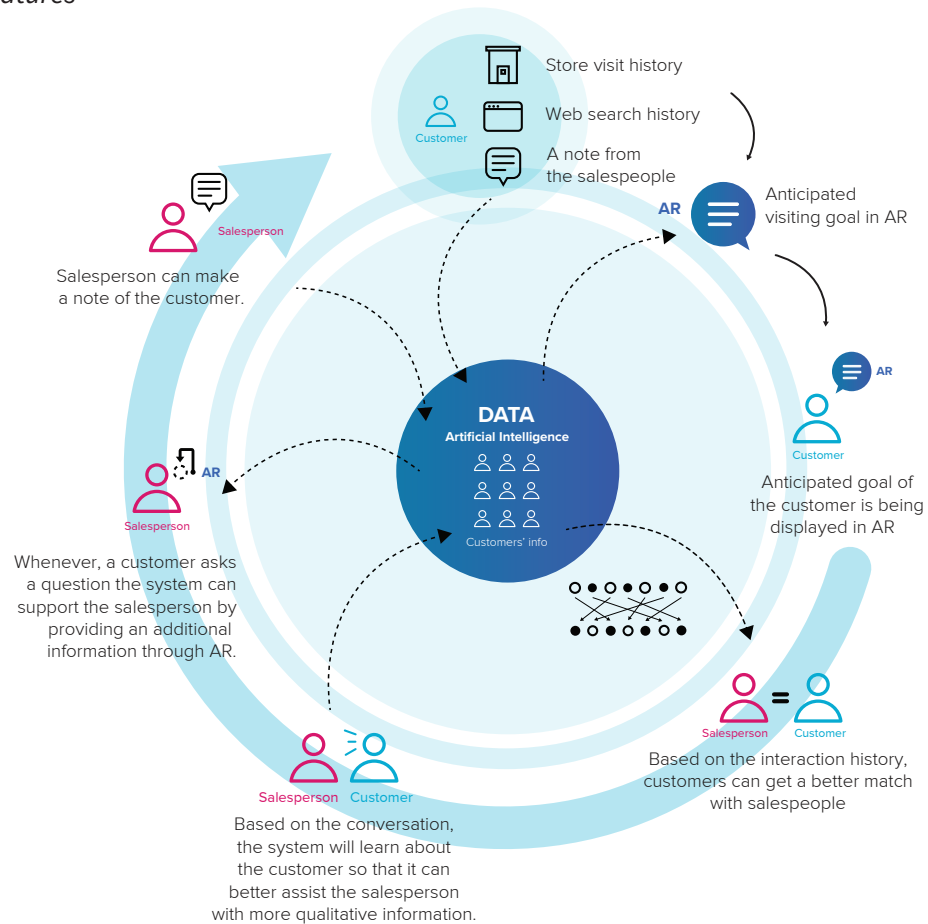 Store visit history
Web search history
Customer
A note from
the salespeople
AR
Anticipated
visiting goal in AR
Salesperson
Salesperson can make
a note of the customer.
AR
Customer
Anticipated goal of
the customer is being
displayed in AR
DATA
Artificial Intelligence
Customers' info
AR
Salesperson
Whenever, a customer asks
a question the system can
support the salesperson by
providing an additional
information through AR.
=
Salesperson
Customer
Based on the interaction history,
customers can get a better match
with salespeople
Salesperson
Customer
Based on the conversation,
the system will learn about
the customer so that it can
better assist the salesperson
with more qualitative information.